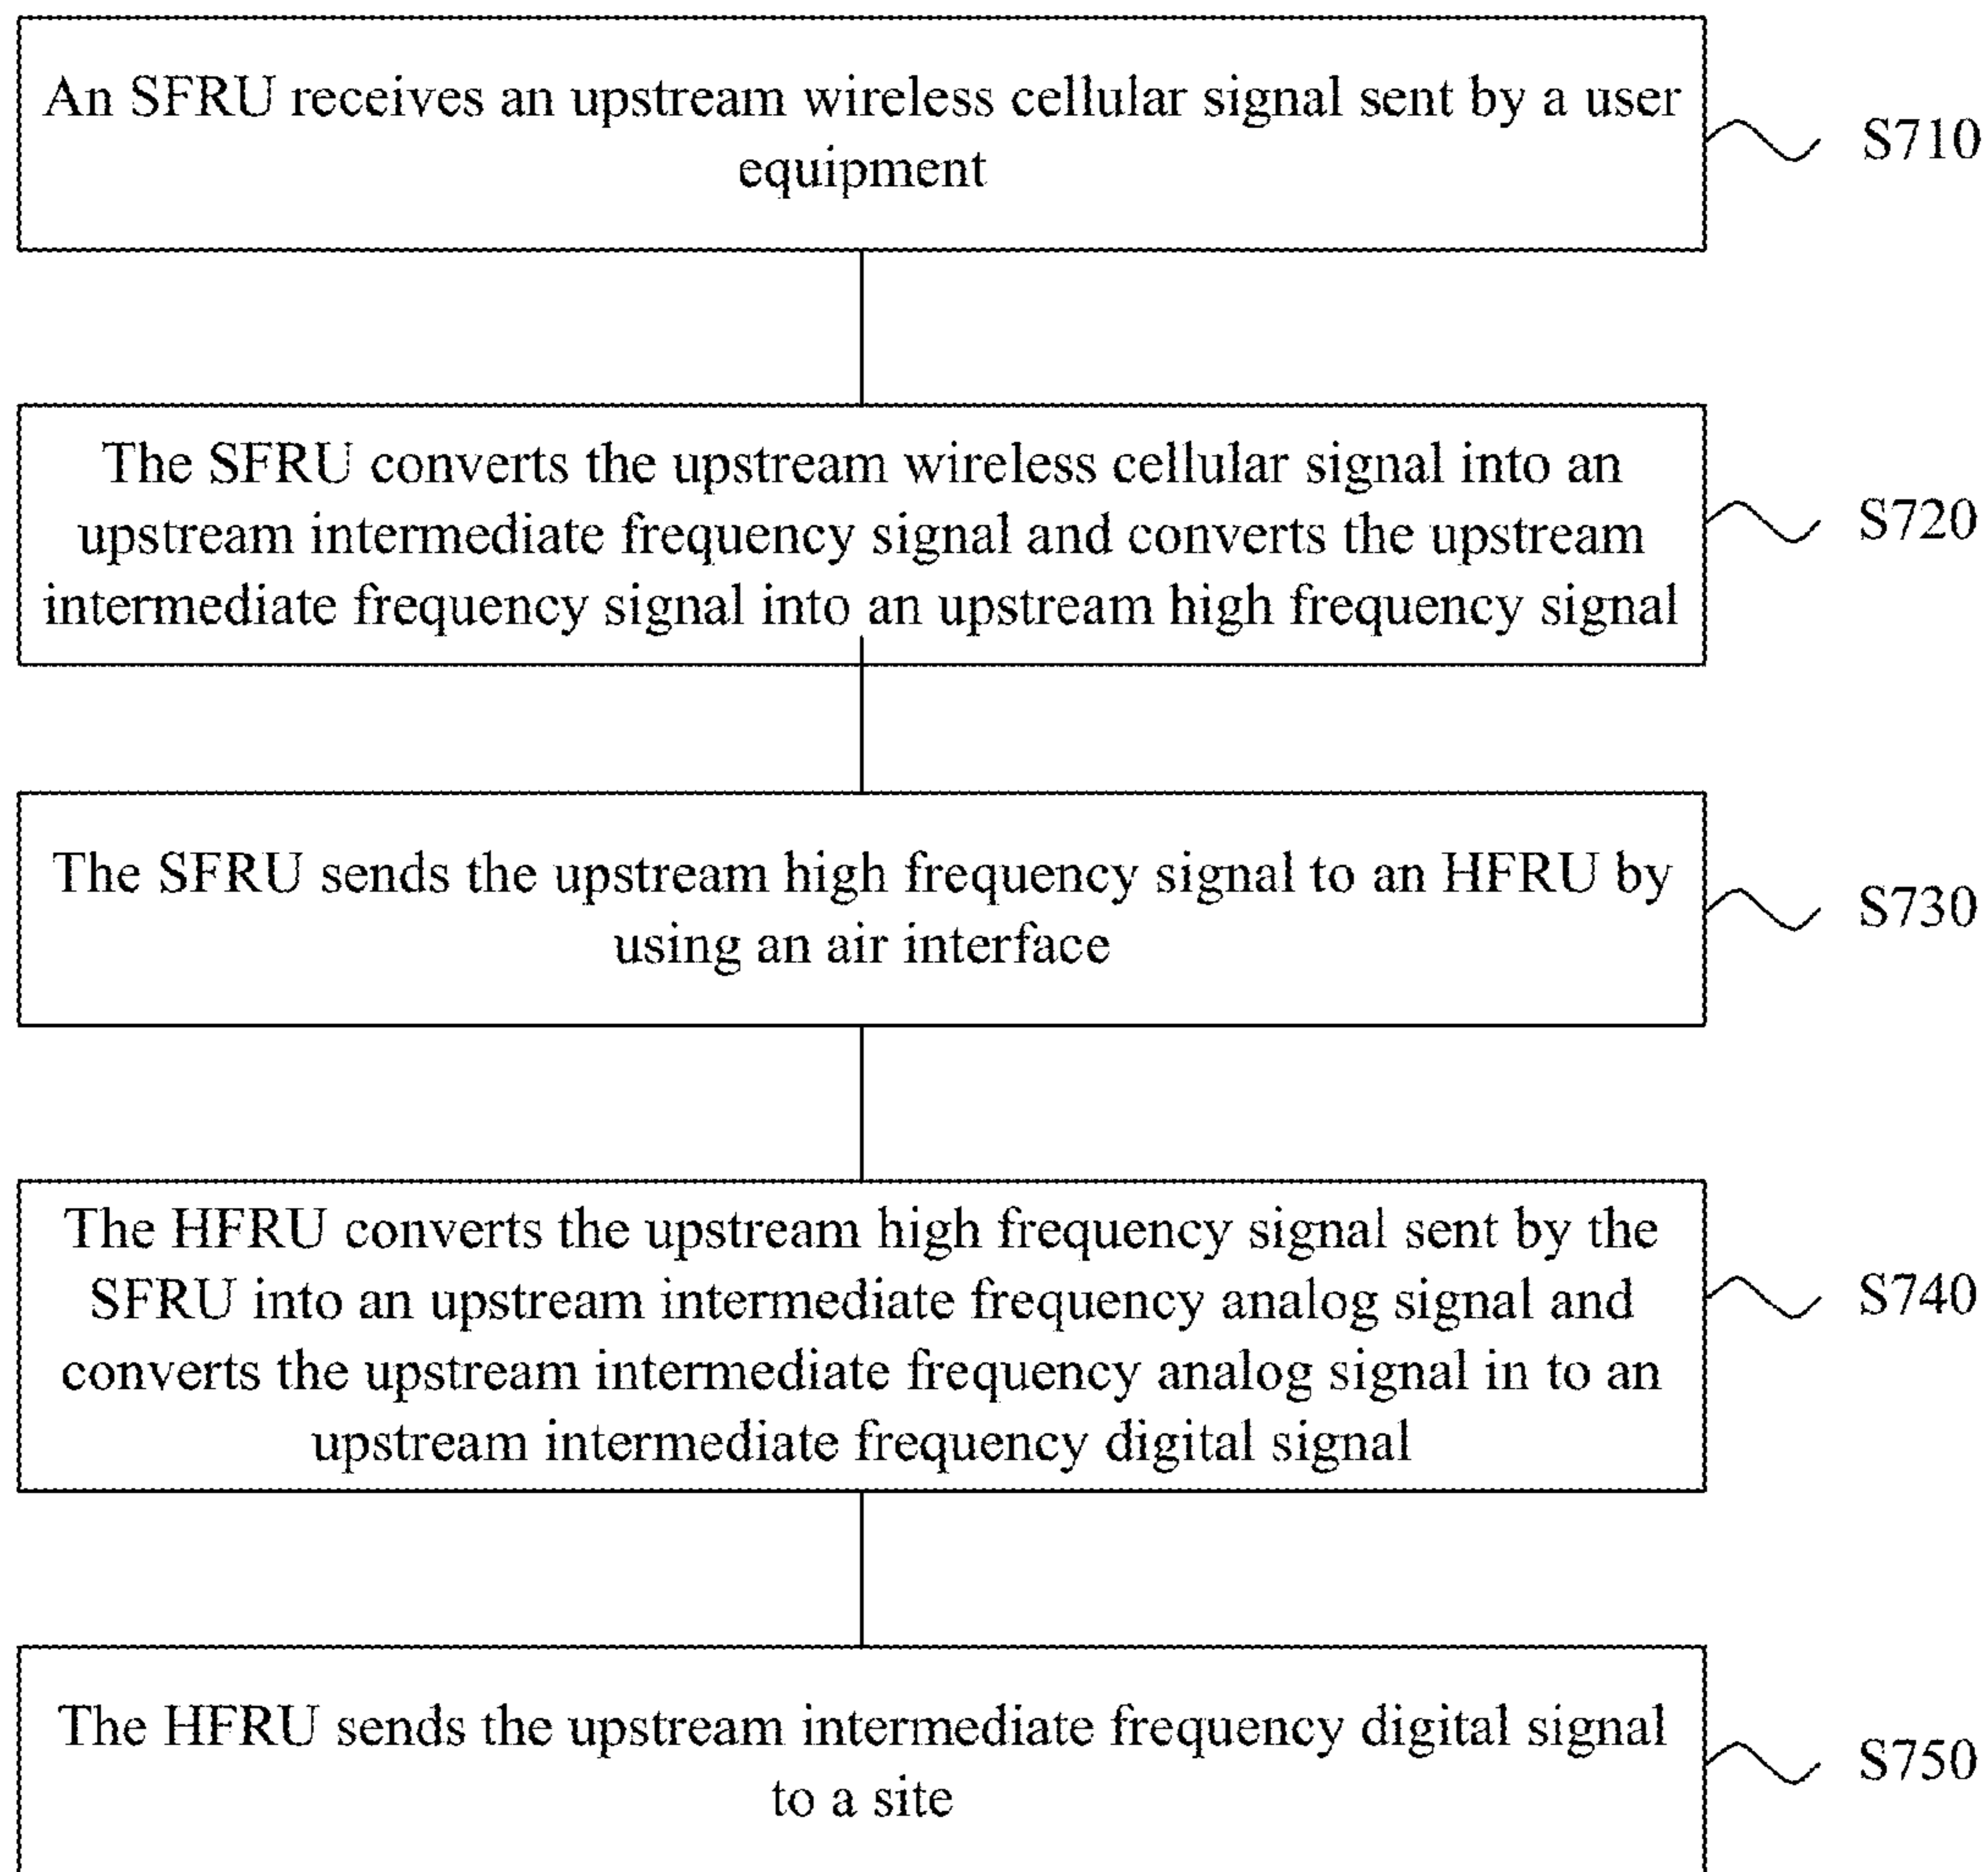 An SFRU receives an upstream wireless cellular signal sent by a user
equipment
S710
The SFRU converts the upstream wireless cellular signal into an
upstream intermediate frequency signal and converts the upstream
intermediate frequency signal into an upstream high frequency signal
S720
The SFRU sends the upstream high frequency signal to an HFRU by
using an air interface
S730
The HFRU converts the upstream high frequency signal sent by the
SFRU into an upstream intermediate frequency analog signal and
converts the upstream intermediate frequency analog signal in to an
upstream intermediate frequency digital signal
S740
The HFRU sends the upstream intermediate frequency digital signal
to a site
S750